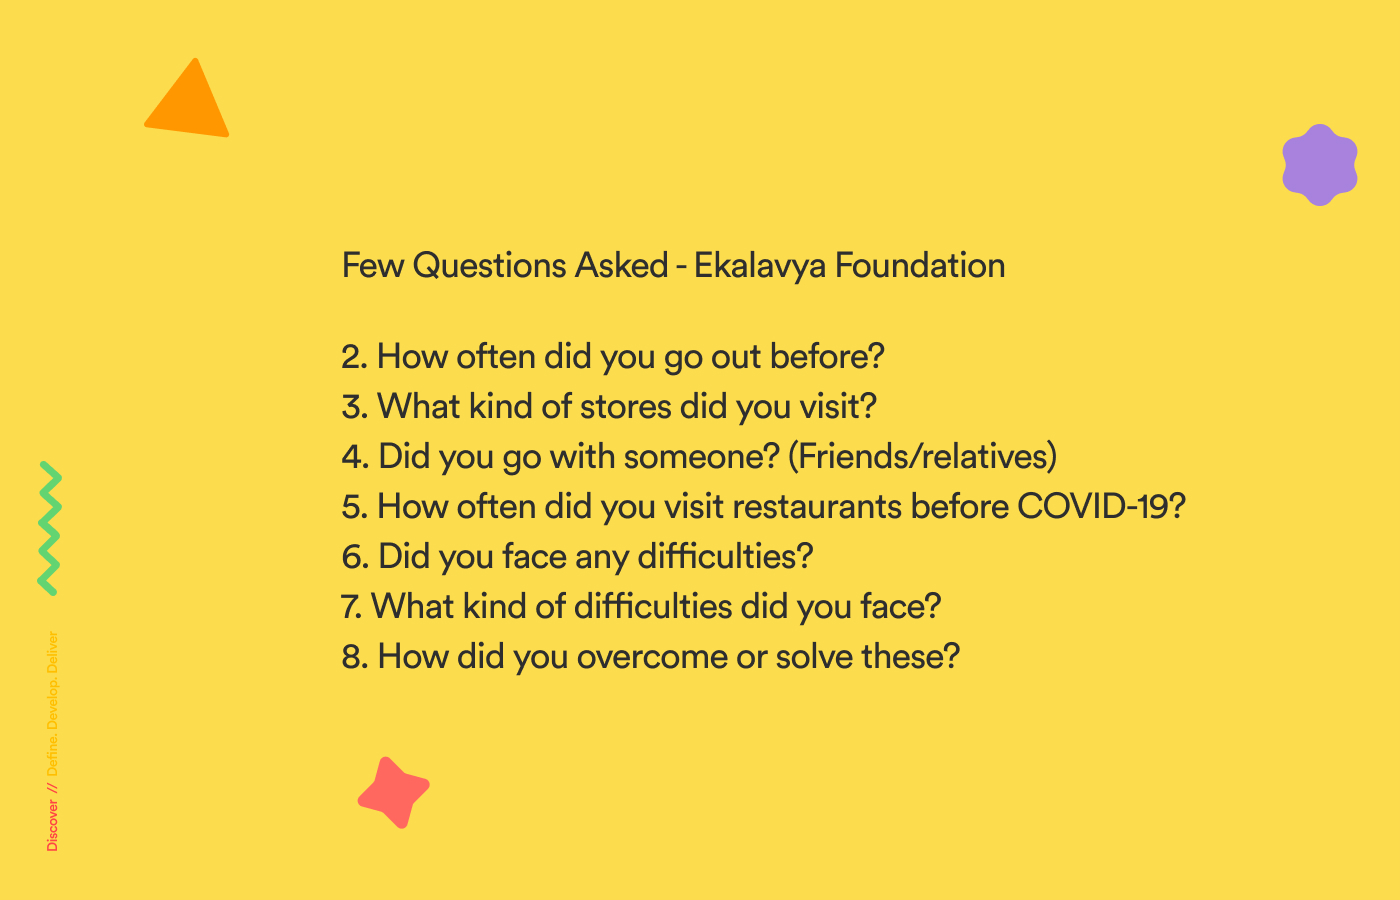 Few Questions Asked - Ekalavya Foundation
2. How often did you go out before?
3. What kind of stores did you visit?
4. Did you go with someone? (Friends/relatives)
5. How often did you visit restaurants before COVID-19?
6. Did you face any difficulties?
7. What kind of difficulties did you face?
8. How did you overcome or solve these?
Discover // Define. Develop. Deliver